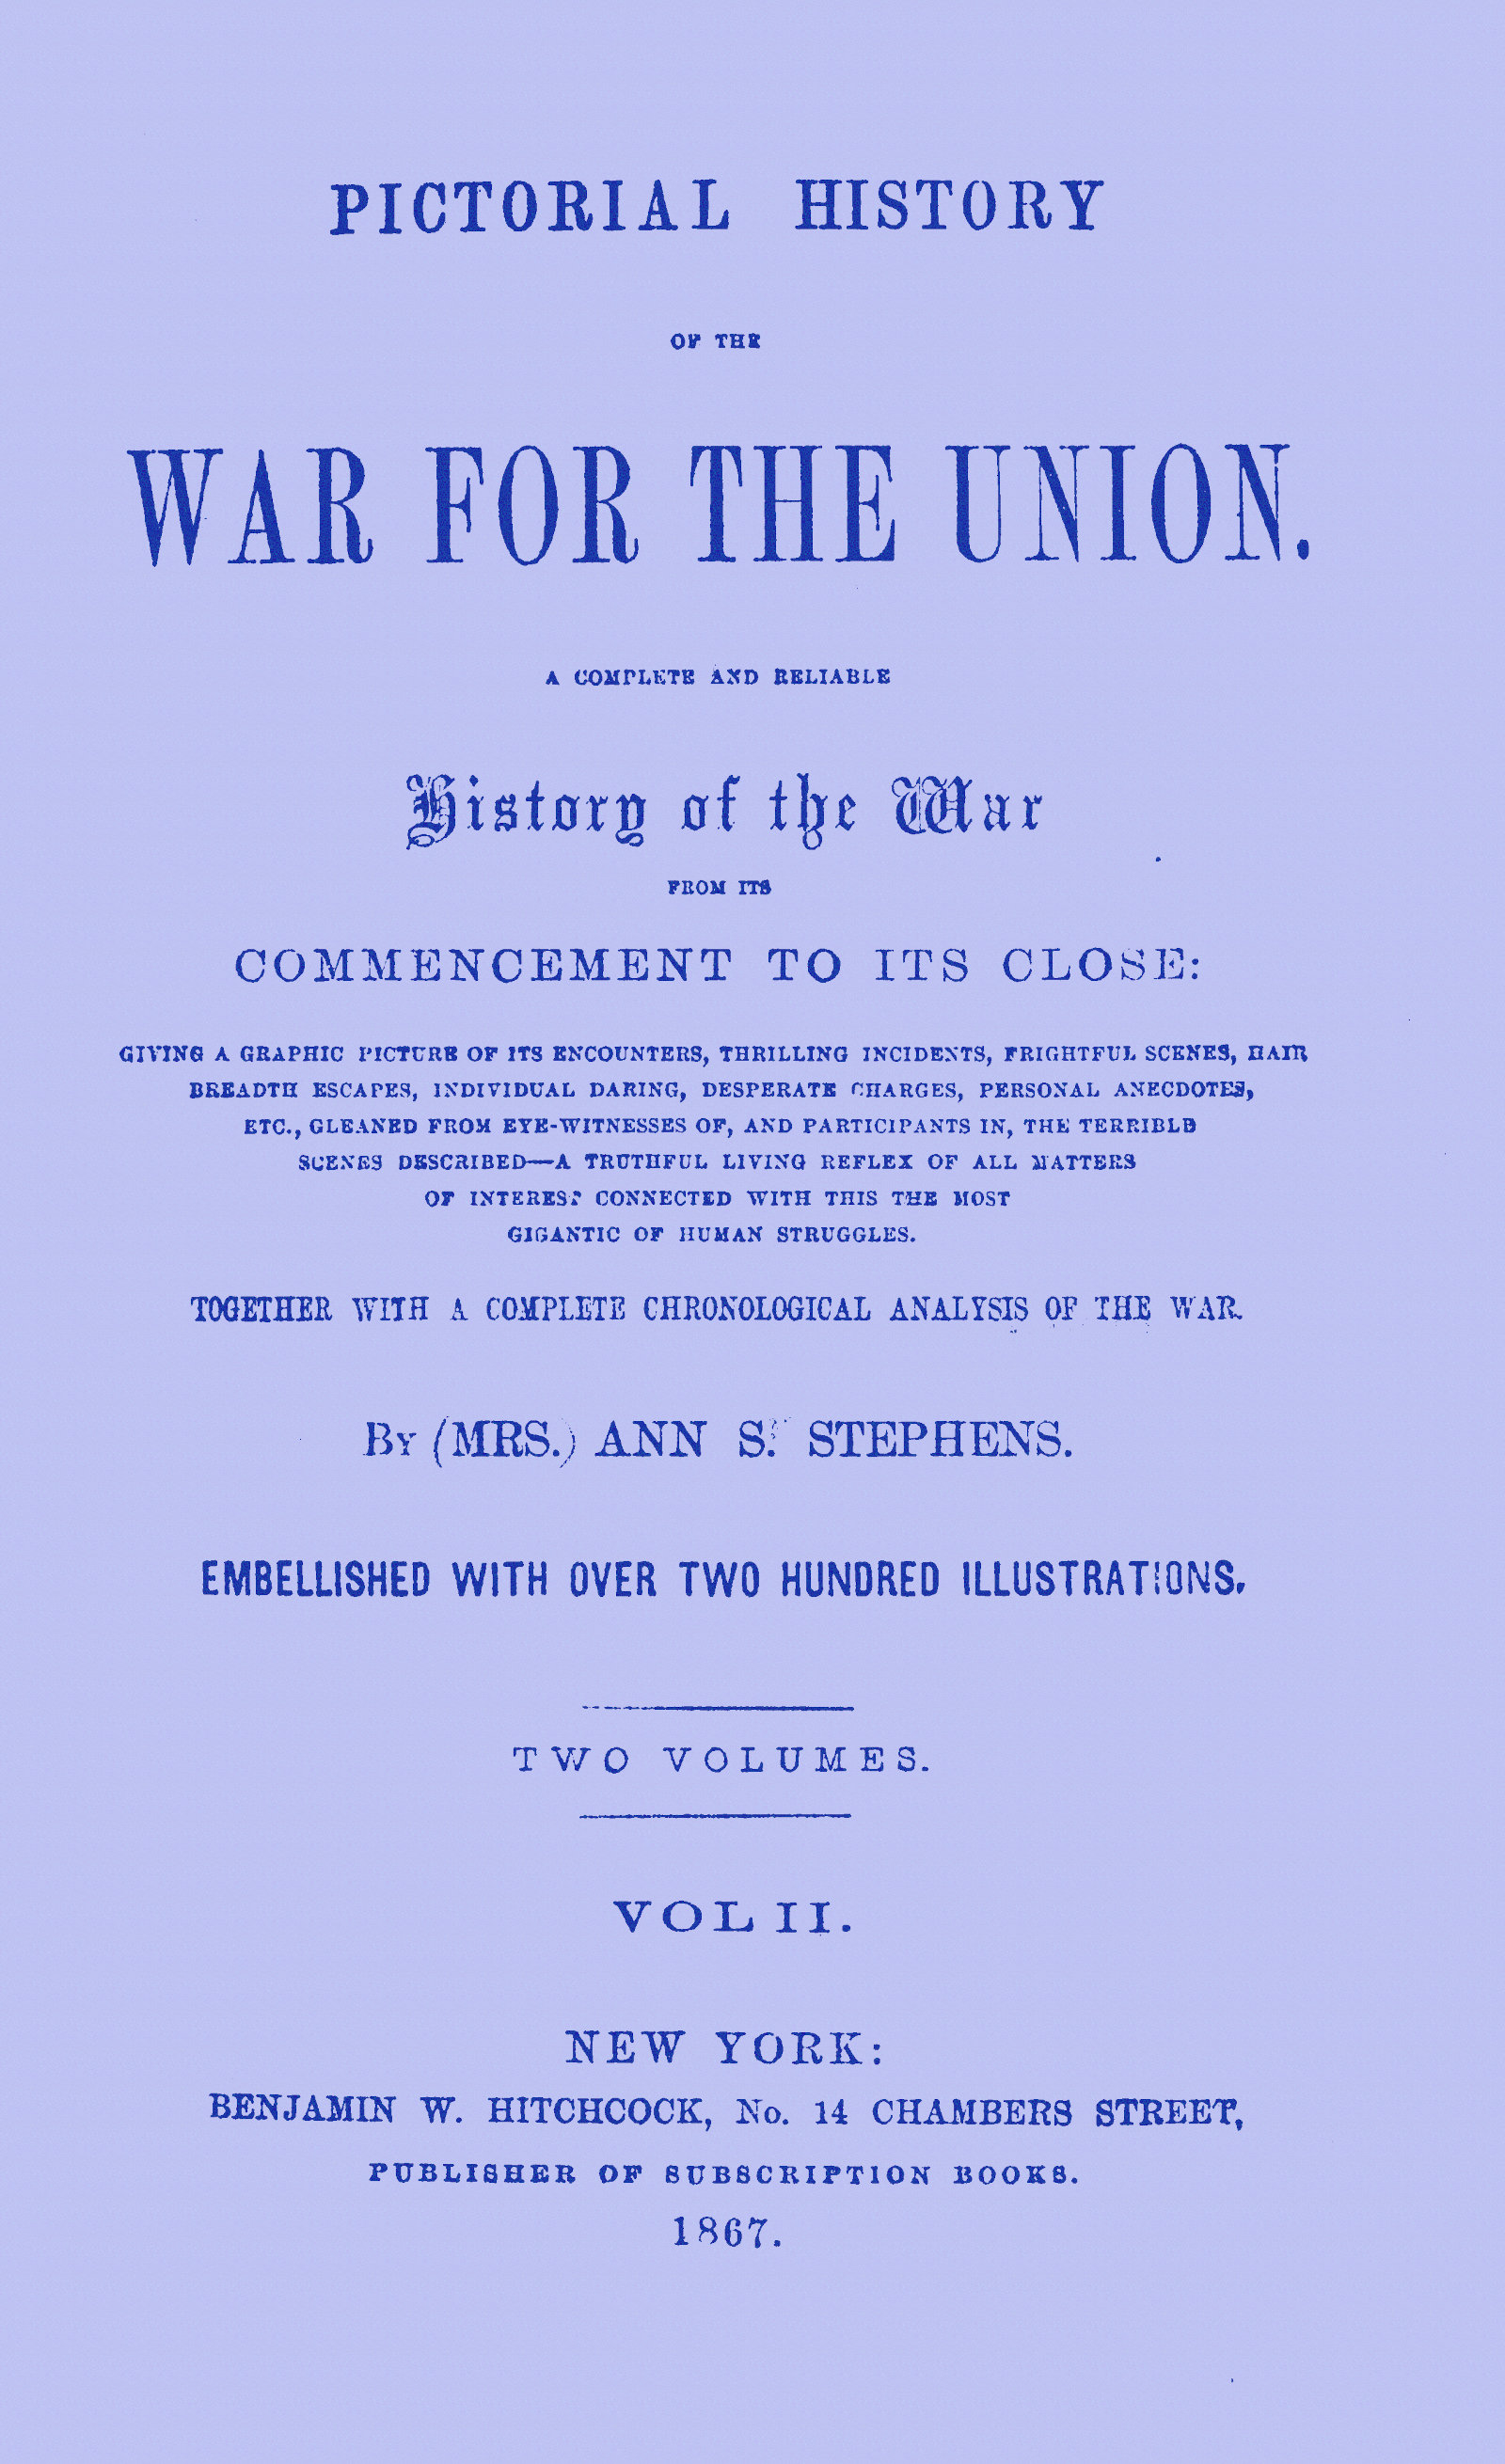 PICTORIAL HISTORY
OF THE
WAR FOR THE UNION.
A COMPLETE AND RELIABLE
History of the War
FROM ITS
COMMENCEMENT TO ITS CLOSE:
GIVING A GRAPHIC PICTURE OF ITS ENCOUNTERS, THRILLING INCIDENTS, FRIGHTFUL SCENES, HAIR
BREADTH ESCAPES, INDIVIDUAL DARING, DESPERATE CHARGES, PERSONAL ANECDOTES,
ETC., GLEANED FROM EYE-WITNESSES OF, AND PARTICIPANTS IN, THE TERRIBLE
SCENES DESCRIBED—A TRUTHFUL LIVING REFLEX OF ALL MATTERS
OF INTEREST CONNECTED WITH THIS THE MOST
GIGANTIC OF HUMAN STRUGGLES.
TOGETHER WITH A COMPLETE CHRONOLOGICAL ANALYSIS OF THE WAR.
By (MRS.) ANN S. STEPHENS.
EMBELLISHED WITH OVER TWO HUNDRED ILLUSTRATIONS.
TWO VOLUMES.
VOL II.
NEW YORK:
BENJAMIN W. HITCHCOCK, No. 14 CHAMBERS STREET,
PUBLISHER OF SUBSCRIPTION BOOKS.
1867.